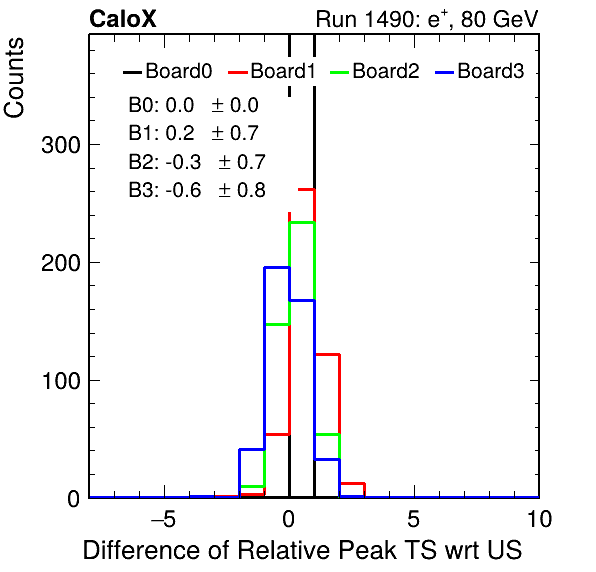 CaloX Run 1490: e+, 80 GeV
Counts
Board0 Board1 Board2 Board3
B0: 0.0 ± 0.0
B1: 0.2 ± 0.7
B2: -0.3 ± 0.7
B3: -0.6 ± 0.8
300
200
100
0
−5 0 5 10
Difference of Relative Peak TS wrt US